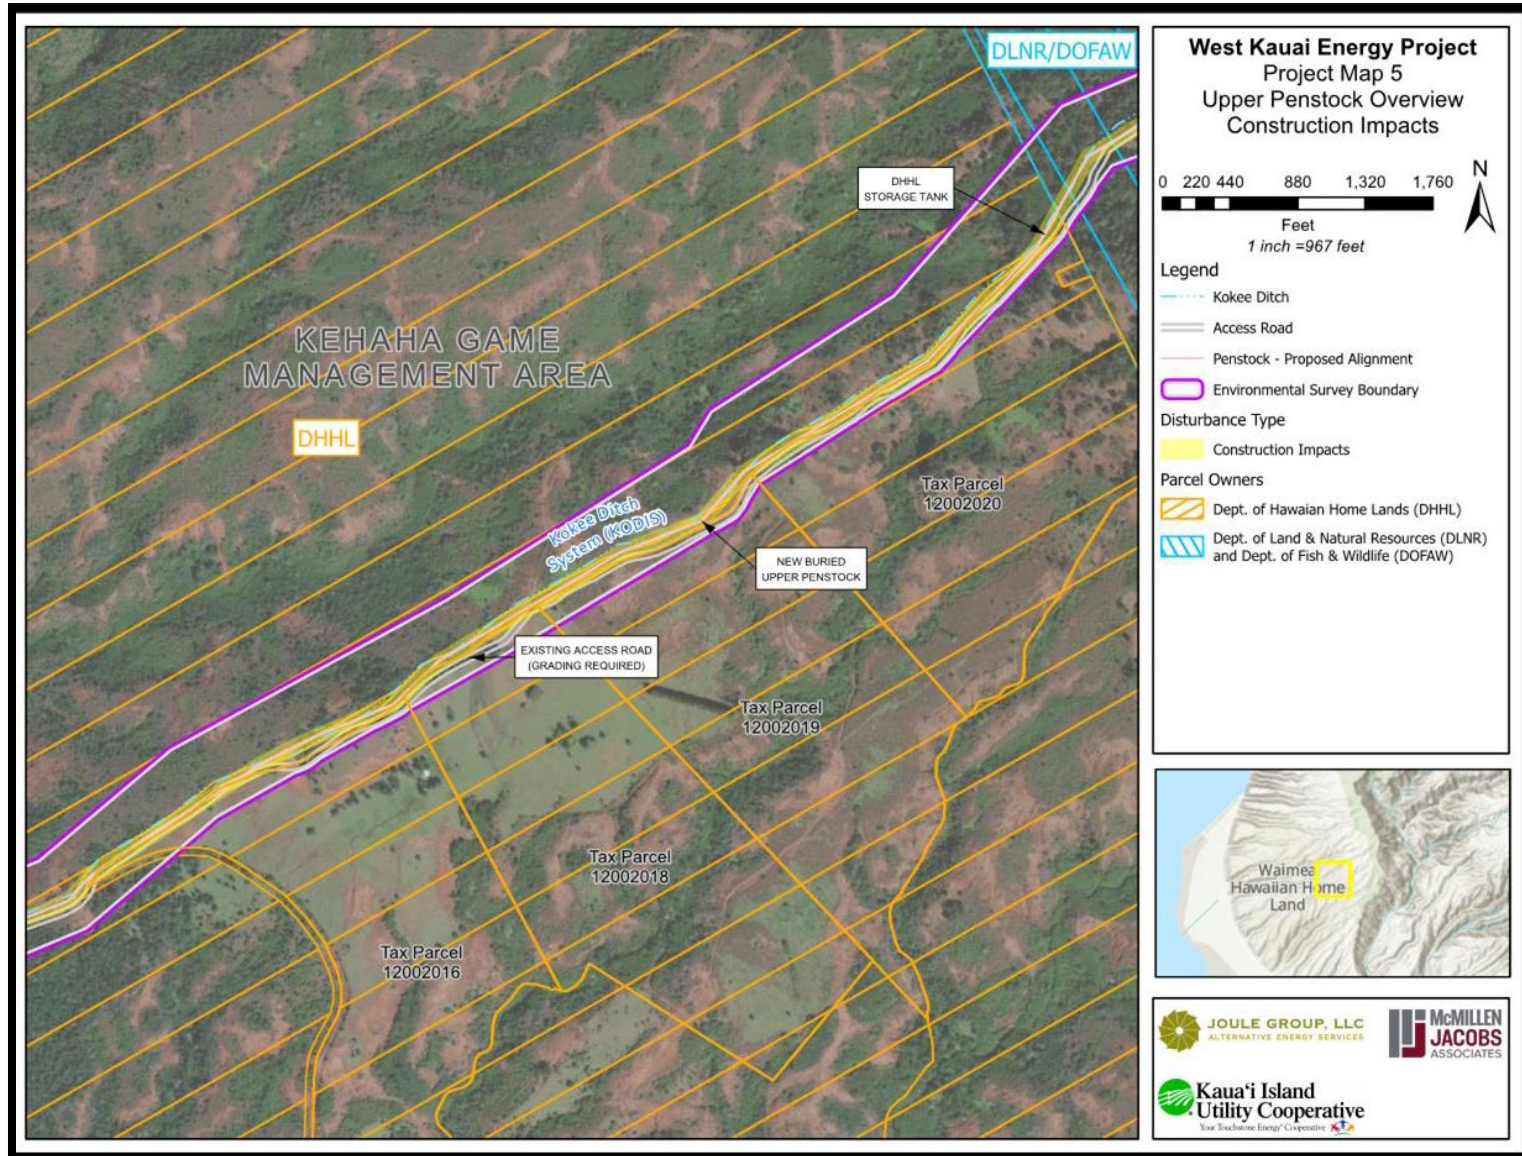 DLNR/DOFAW
DHHL
STORAGE TANK
KEHAHA GAME
MANAGEMENT AREA
DHHL
Kokee Ditch
System (KODIS)
Tax Parcel
12002020
NEW BURIED
UPPER PENSTOCK
EXISTING ACCESS ROAD
(GRADING REQUIRED)
Tax Parcel
12002019
Tax Parcel
12002018
Tax Parcel
12002016
West Kauai Energy Project
Project Map 5
Upper Penstock Overview
Construction Impacts
N
0 220 440 880 1,320 1,760
Feet
1 inch =967 feet
Legend
Kokee Ditch
Access Road
Penstock - Proposed Alignment
Environmental Survey Boundary
Disturbance Type
Construction Impacts
Parcel Owners
Dept. of Hawaian Home Lands (DHHL)
Dept. of Land & Natural Resources (DLNR)
and Dept. of Fish & Wildlife (DOFAW)
Waimea
Hawaiian Home
Land
JOULE GROUP, LLC
ALTERNATIVE ENERGY SERVICES
McMILLEN
JACOBS
ASSOCIATES
Kaua‘i Island
Utility Cooperative
Your Touchstone Energy® Cooperative